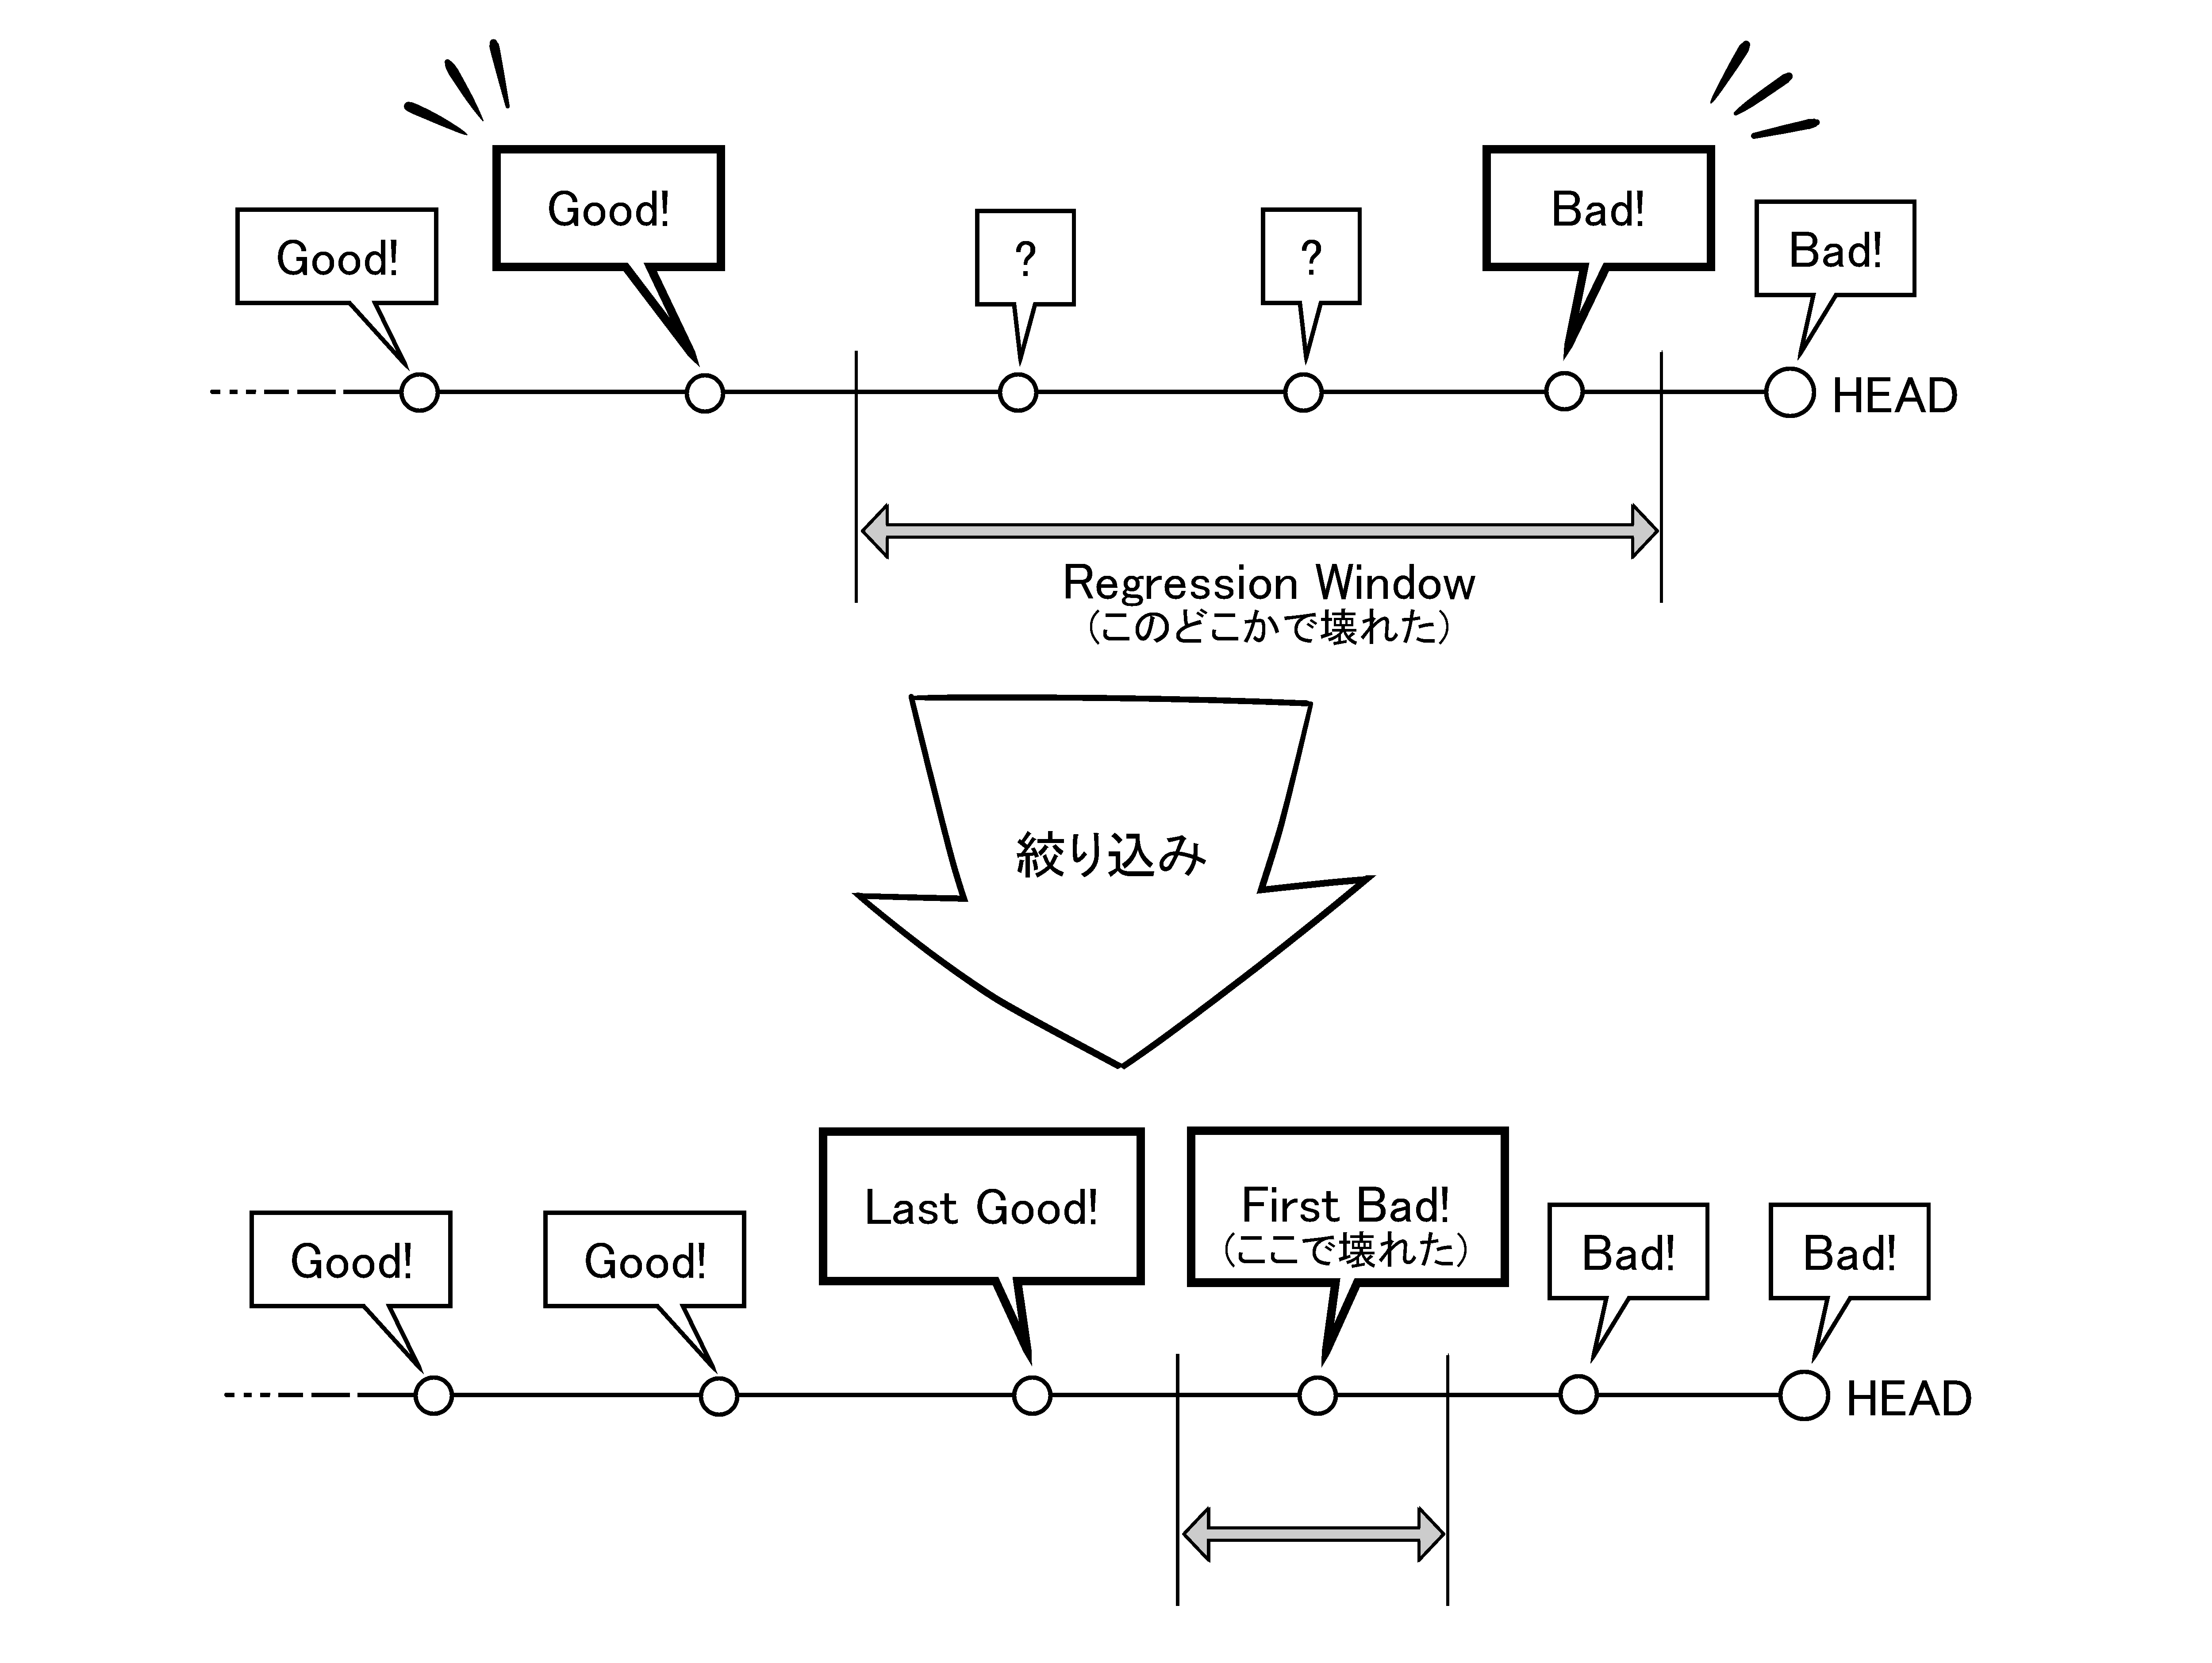 Good!
Good!
?
?
Bad!
Bad!
HEAD
Regression Window
（このどこかで壊れた）
絞り込み
Good!
Good!
Last Good!
First Bad!
（ここで壊れた）
Bad!
Bad!
HEAD